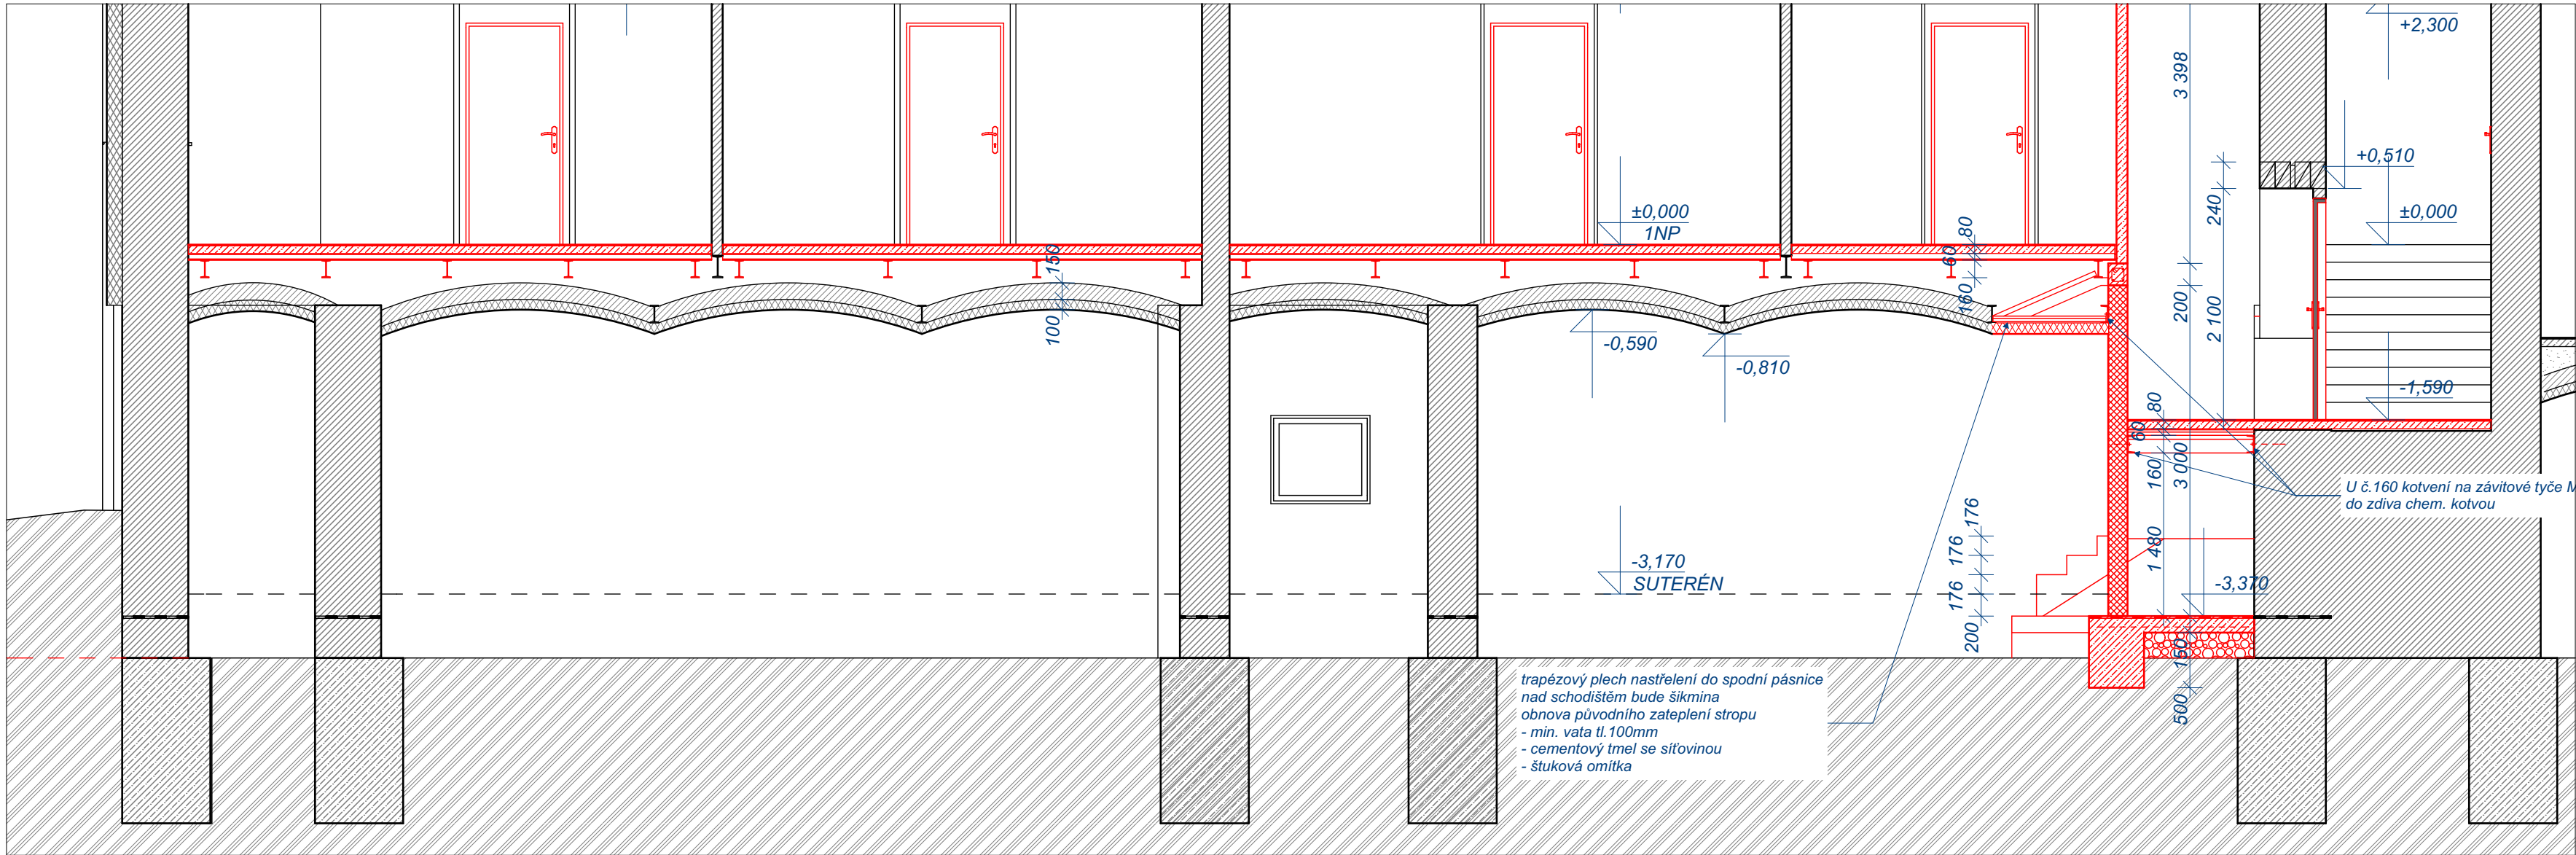 +2,300
3 398
+0,510
±0,000
1NP
±0,000
240
2 100
200
80
60
160
150
100
-0,590
-0,810
-1,590
80
60
160
3 000
1 480
U č.160 kotvení na závitové tyče M
do zdiva chem. kotvou
176
176
176
200
-3,170
SUTERÉN
-3,370
150
500
trapézový plech nastřelení do spodní pásnice
nad schodištěm bude šikmina
obnova původního zateplení stropu
- min. vata tl.100mm
- cementový tmel se síťovinou
- štuková omítka